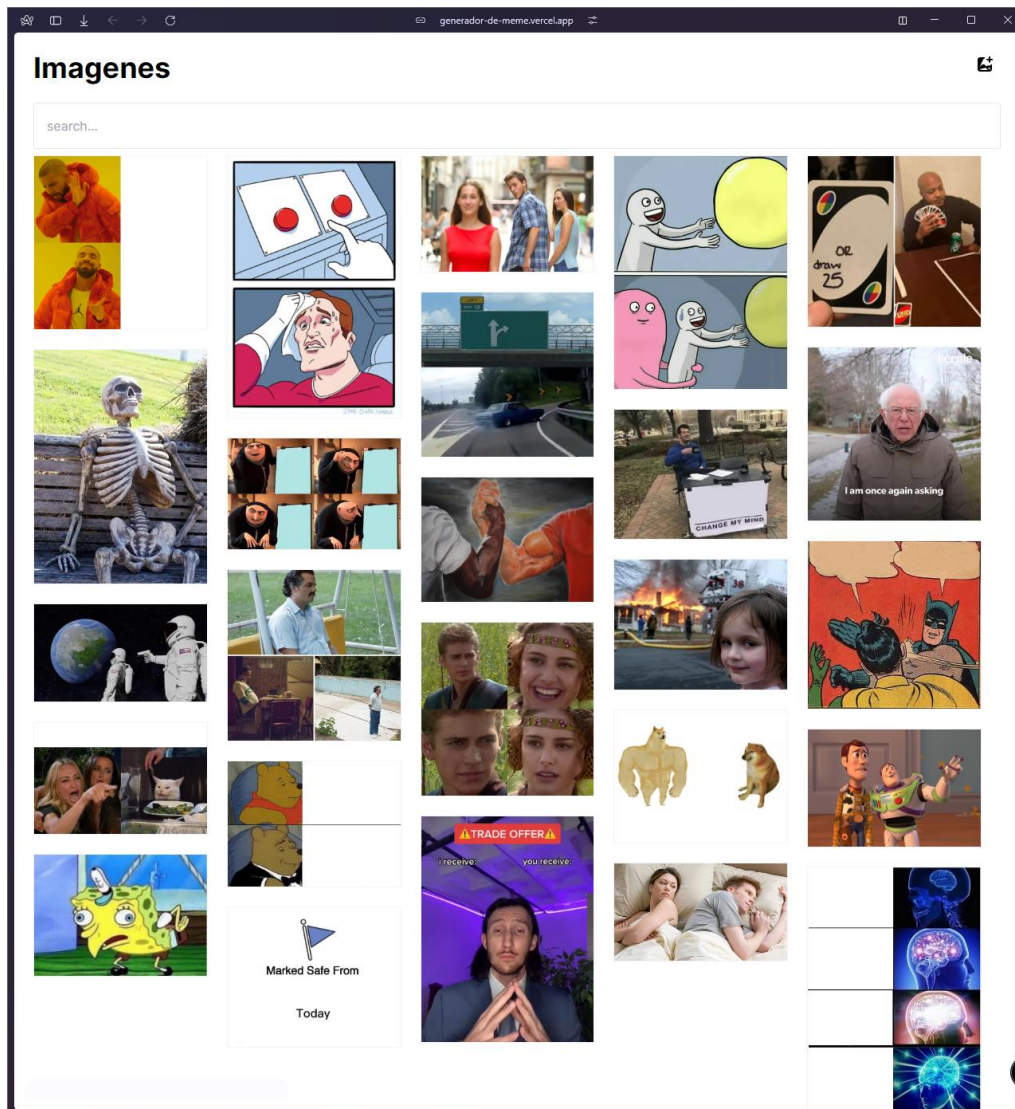 generador-de-meme.vercel.app
Imagenes
search...
OR
draw
25
UNO
I am once again asking
CHANGE MY MIND
TRADE OFFER
i receive:
you receive:
Marked Safe From
Today